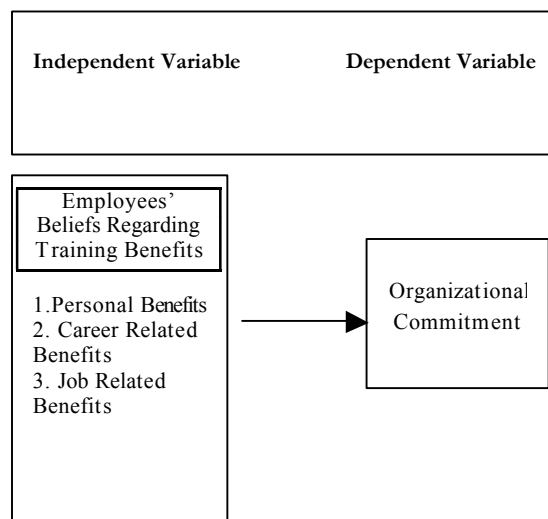 Independent Variable Dependent Variable
Employees'
Beliefs Regarding
Training Benefits
1.Personal Benefits
2. Career Related
Benefits
3. Job Related
Benefits
Organizational
Commitment